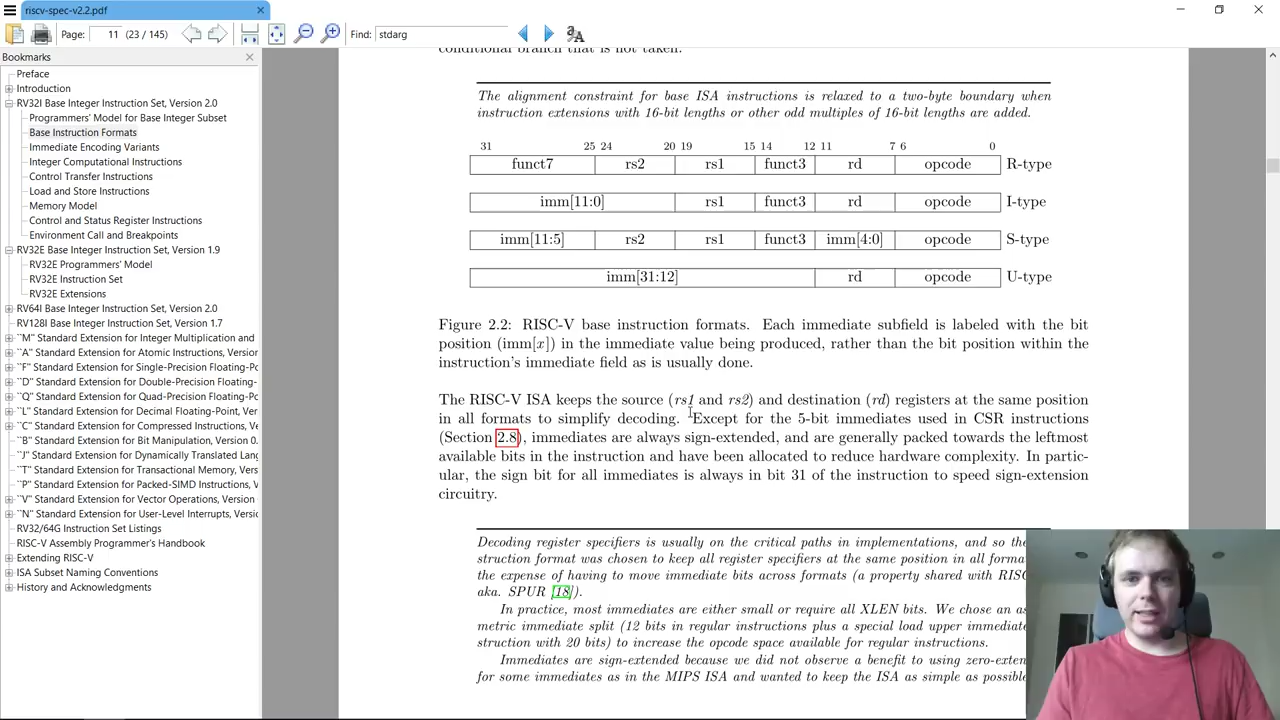 riscv-spec-v2.2.pdf
Page: 11 (23 / 145) Find: stdarg
Bookmarks
Preface
Introduction
RV32I Base Integer Instruction Set, Version 2.0
Programmers' Model for Base Integer Subset
Base Instruction Formats
Immediate Encoding Variants
Integer Computational Instructions
Control Transfer Instructions
Load and Store Instructions
Memory Model
Control and Status Register Instructions
Environment Call and Breakpoints
RV32E Base Integer Instruction Set, Version 1.9
RV32E Programmers' Model
RV32E Instruction Set
RV32E Extensions
RV64I Base Integer Instruction Set, Version 2.0
RV128I Base Integer Instruction Set, Version 1.7
``M'' Standard Extension for Integer Multiplication and
``A'' Standard Extension for Atomic Instructions, Version
``F'' Standard Extension for Single-Precision Floating-Po
``D'' Standard Extension for Double-Precision Floating-
``Q'' Standard Extension for Quad-Precision Floating-Po
``L'' Standard Extension for Decimal Floating-Point, Ver
``C'' Standard Extension for Compressed Instructions, Ve
``B'' Standard Extension for Bit Manipulation, Version 0.
``J'' Standard Extension for Dynamically Translated Lang
``T'' Standard Extension for Transactional Memory, Vers
``P'' Standard Extension for Packed-SIMD Instructions, V
``V'' Standard Extension for Vector Operations, Version
``N'' Standard Extension for User-Level Interrupts, Versio
RV32/64G Instruction Set Listings
RISC-V Assembly Programmer's Handbook
Extending RISC-V
ISA Subset Naming Conventions
History and Acknowledgments
conditional branch that is not taken.
The alignment constraint for base ISA instructions is relaxed to a two-byte boundary when
instruction extensions with 16-bit lengths or other odd multiples of 16-bit lengths are added.
31 25 24 20 19 15 14 12 11 7 6 0
funct7 rs2 rs1 funct3 rd opcode R-type
imm[11:0] rs1 funct3 rd opcode I-type
imm[11:5] rs2 rs1 funct3 imm[4:0] opcode S-type
imm[31:12] rd opcode U-type
Figure 2.2: RISC-V base instruction formats. Each immediate subfield is labeled with the bit
position (imm[x]) in the immediate value being produced, rather than the bit position within the
instruction's immediate field as is usually done.
The RISC-V ISA keeps the source (rs1 and rs2) and destination (rd) registers at the same position
in all formats to simplify decoding. Except for the 5-bit immediates used in CSR instructions
(Section 2.8), immediates are always sign-extended, and are generally packed towards the leftmost
available bits in the instruction and have been allocated to reduce hardware complexity. In partic-
ular, the sign bit for all immediates is always in bit 31 of the instruction to speed sign-extension
circuitry.
Decoding register specifiers is usually on the critical paths in implementations, and so the
struction format was chosen to keep all register specifiers at the same position in all forma
the expense of having to move immediate bits across formats (a property shared with RISC
aka. SPUR [18]).
In practice, most immediates are either small or require all XLEN bits. We chose an as
metric immediate split (12 bits in regular instructions plus a special load upper immediate
struction with 20 bits) to increase the opcode space available for regular instructions.
Immediates are sign-extended because we did not observe a benefit to using zero-exten
for some immediates as in the MIPS ISA and wanted to keep the ISA as simple as possible